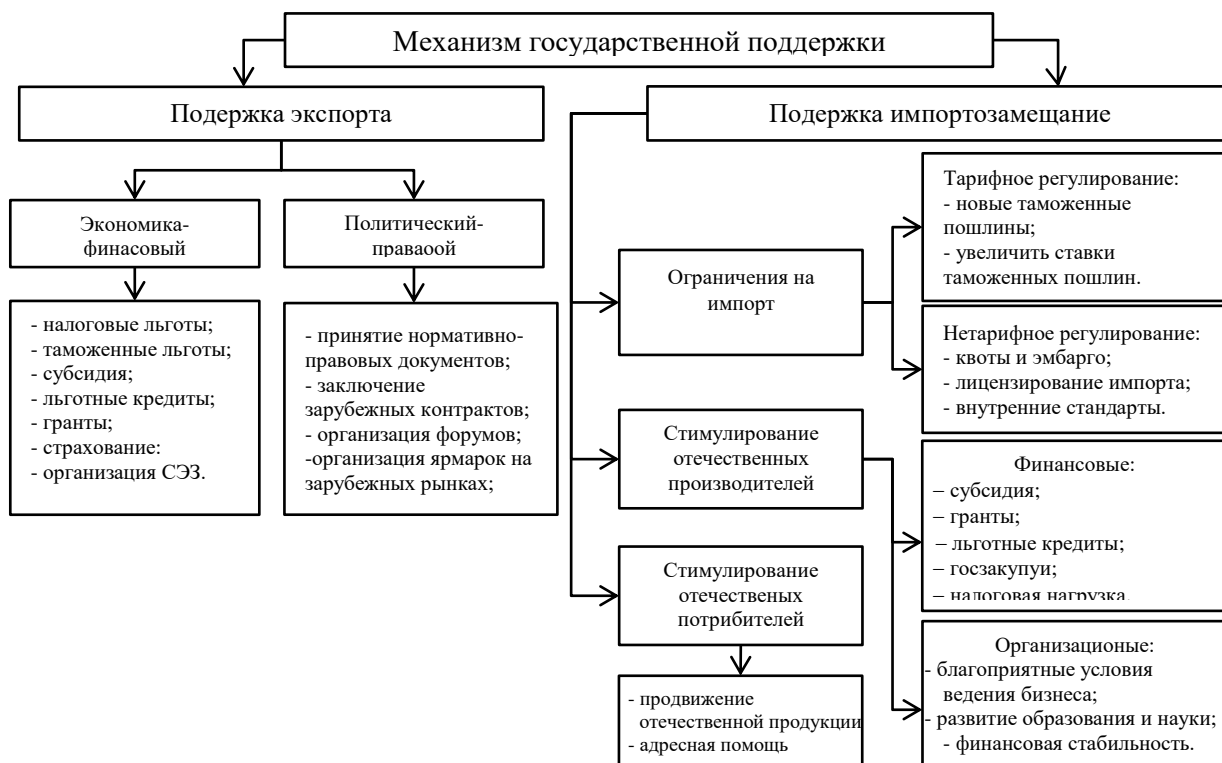 Механизм государственной поддержки
Подержка экспорта
Подержка импортозамещание
Экономика-
финасовый
Политический-
праваоой
- налоговые льготы;
- таможенные льготы;
- субсидия;
- льготные кредиты;
- гранты;
- страхование:
- организация СЭЗ.
- принятие нормативно-
правовых документов;
- заключение
зарубежных контрактов;
- организация форумов;
-организация ярмарок на
зарубежных рынках;
Ограничения на
импорт
Тарифное регулирование:
- новые таможенные
пошлины;
- увеличить ставки
таможенных пошлин.
Нетарифное регулирование:
- квоты и эмбарго;
- лицензирование импорта;
- внутренние стандарты.
Стимулирование
отечественных
производителей
Финансовые:
– субсидия;
– гранты;
– льготные кредиты;
– госзакупуи;
– налоговая нагрузка.
Организационые:
- благоприятные условия
ведения бизнеса;
- развитие образования и науки;
- финансовая стабильность.
Стимулирование
отечественых
потрибителей
- продвижение
отечественной продукции
- адресная помощь